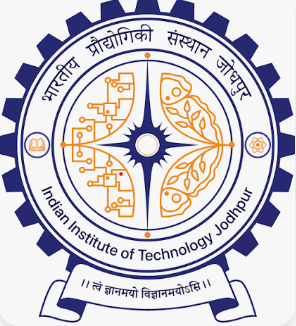 भारतीय प्रौद्योगिकी संस्थान जोधपुर
Indian Institute of Technology Jodhpur
।। त्वं ज्ञानमयो विज्ञानमयोऽसि ।।